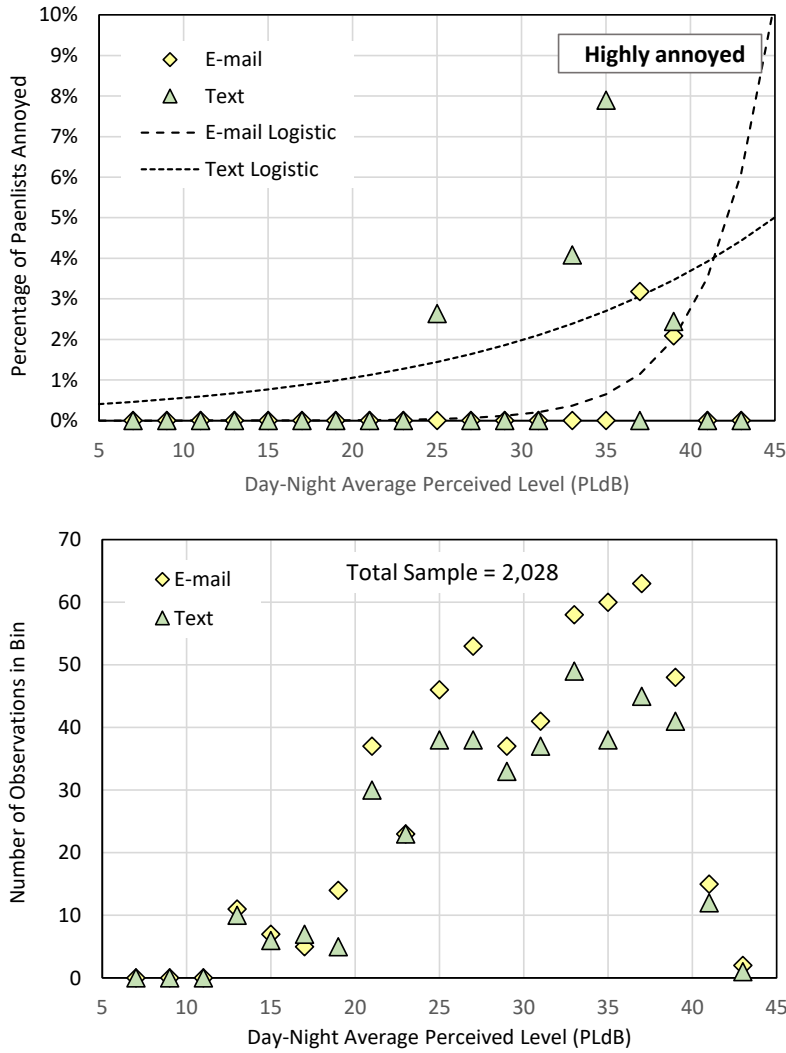 10%
9%
8%
7%
6%
5%
4%
3%
2%
1%
0%
Percentage of Paenlists Annoyed
E-mail
Text
E-mail Logistic
Text Logistic
Highly annoyed
5 10 15 20 25 30 35 40 45
Day-Night Average Perceived Level (PLdB)
70
60
50
40
30
20
10
0
Number of Observations in Bin
E-mail
Text
Total Sample = 2,028
5 10 15 20 25 30 35 40 45
Day-Night Average Perceived Level (PLdB)